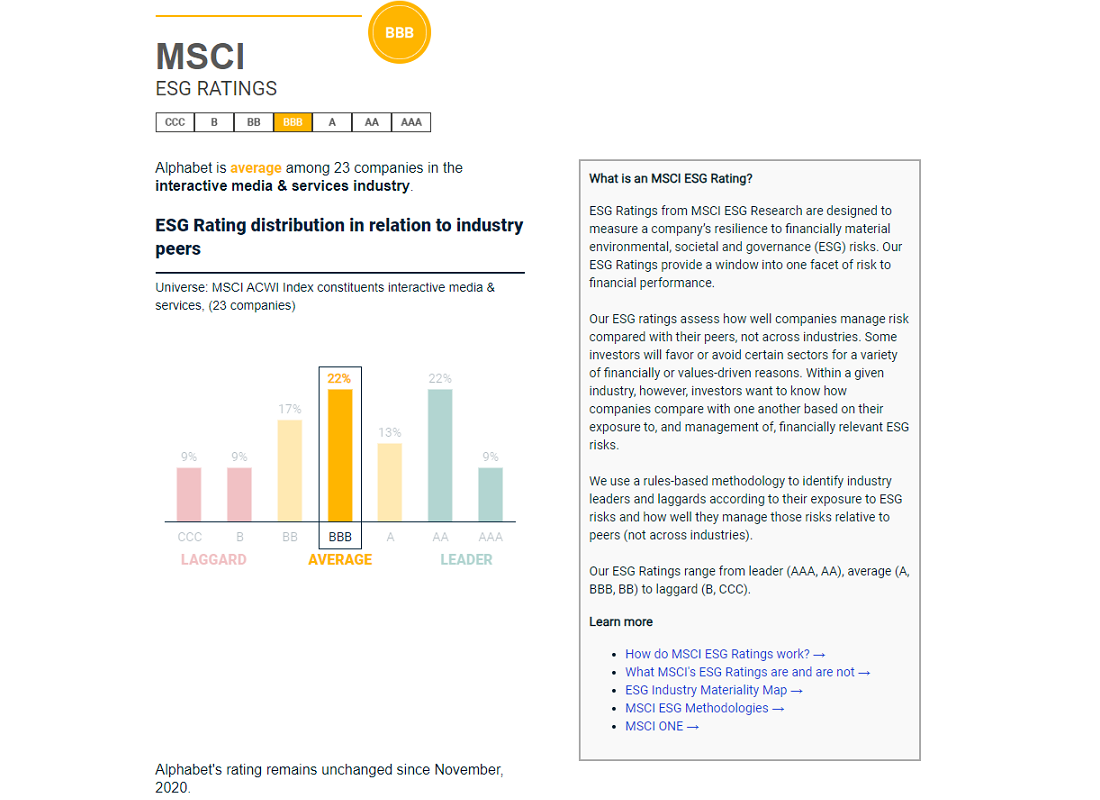 BBB
MSCI
ESG RATINGS
CCC B BB BBB A AA AAA
Alphabet is average among 23 companies in the
interactive media & services industry.
ESG Rating distribution in relation to industry
peers
Universe: MSCI ACWI Index constituents interactive media &
services, (23 companies)
9% 9% 17% 22% 13% 22% 9%
CCC B BB BBB A AA AAA
LAGGARD AVERAGE LEADER
Alphabet's rating remains unchanged since November,
2020.
What is an MSCI ESG Rating?
ESG Ratings from MSCI ESG Research are designed to
measure a company's resilience to financially material
environmental, societal and governance (ESG) risks. Our
ESG Ratings provide a window into one facet of risk to
financial performance.
Our ESG ratings assess how well companies manage risk
compared with their peers, not across industries. Some
investors will favor or avoid certain sectors for a variety
of financially or values-driven reasons. Within a given
industry, however, investors want to know how
companies compare with one another based on their
exposure to, and management of, financially relevant ESG
risks.
We use a rules-based methodology to identify industry
leaders and laggards according to their exposure to ESG
risks and how well they manage those risks relative to
peers (not across industries).
Our ESG Ratings range from leader (AAA, AA), average (A,
BBB, BB) to laggard (B, CCC).
Learn more
• How do MSCI ESG Ratings work? →
• What MSCI's ESG Ratings are and are not →
• ESG Industry Materiality Map →
• MSCI ESG Methodologies →
• MSCI ONE →